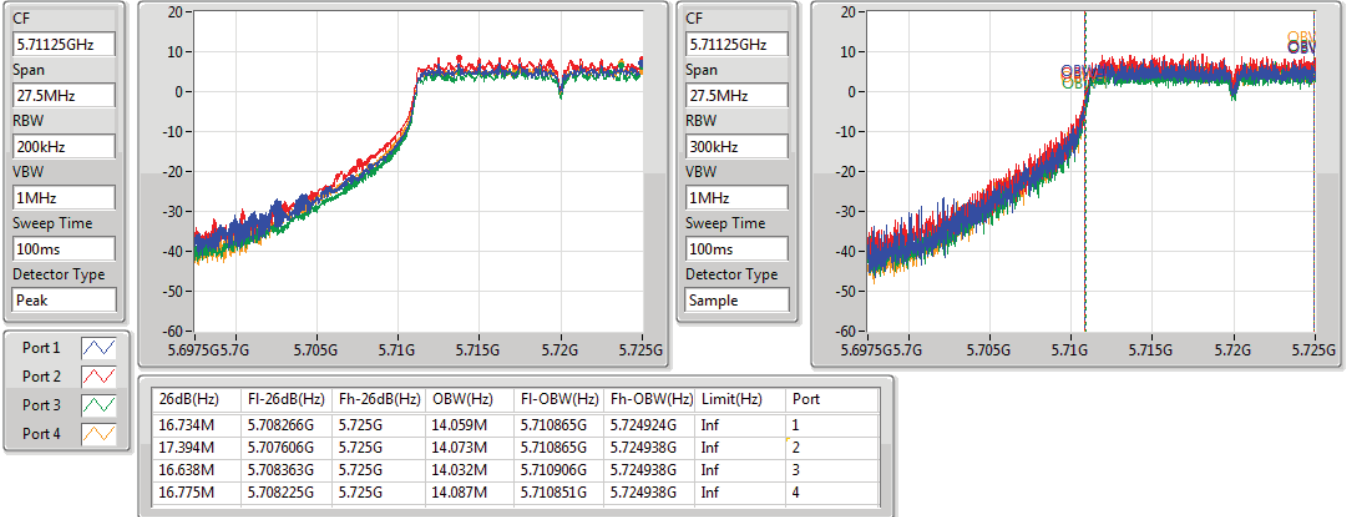 CF
5.71125GHz
Span
27.5MHz
RBW
200kHz
VBW
1MHz
Sweep Time
100ms
Detector Type
Peak
20
10
0
-10
-20
-30
-40
-50
-60
5.6975G 5.7G 5.705G 5.71G 5.715G 5.72G 5.725G
CF
5.71125GHz
Span
27.5MHz
RBW
300kHz
VBW
1MHz
Sweep Time
100ms
Detector Type
Sample
20
10
0
-10
-20
-30
-40
-50
-60
OBW
OBW
5.6975G 5.7G 5.705G 5.71G 5.715G 5.72G 5.725G
Port 1
Port 2
Port 3
Port 4
26dB(Hz) Fl-26dB(Hz) Fh-26dB(Hz) OBW(Hz) Fl-OBW(Hz) Fh-OBW(Hz) Limit(Hz) Port
16.734M 5.708266G 5.725G 14.059M 5.710865G 5.724924G Inf 1
17.394M 5.707606G 5.725G 14.073M 5.710865G 5.724938G Inf 2
16.638M 5.708363G 5.725G 14.032M 5.710906G 5.724938G Inf 3
16.775M 5.708225G 5.725G 14.087M 5.710851G 5.724938G Inf 4